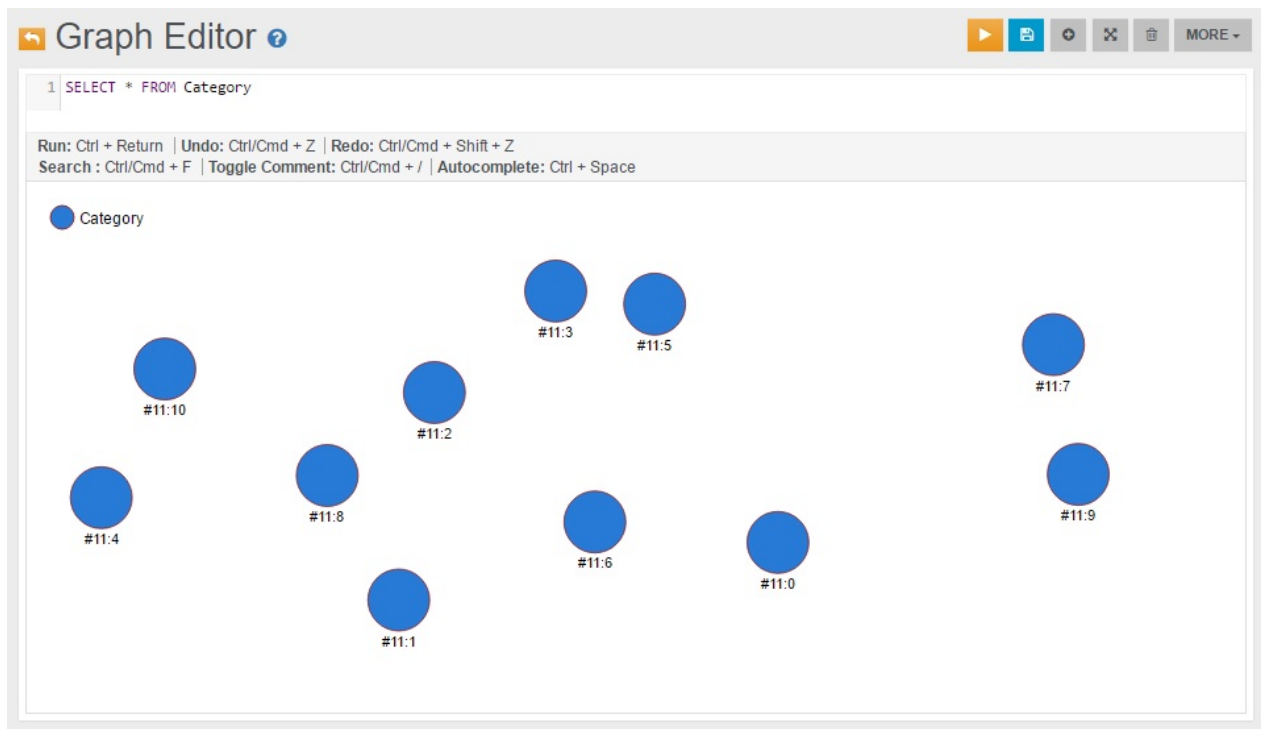 Graph Editor
MORE
1 SELECT * FROM Category
Run: Ctrl + Return | Undo: Ctrl/Cmd + Z | Redo: Ctrl/Cmd + Shift + Z
Search : Ctrl/Cmd + F | Toggle Comment: Ctrl/Cmd + / | Autocomplete: Ctrl + Space
Category
#11:3
#11:5
#11:7
#11:10
#11:2
#11:8
#11:9
#11:4
#11:6
#11:0
#11:1